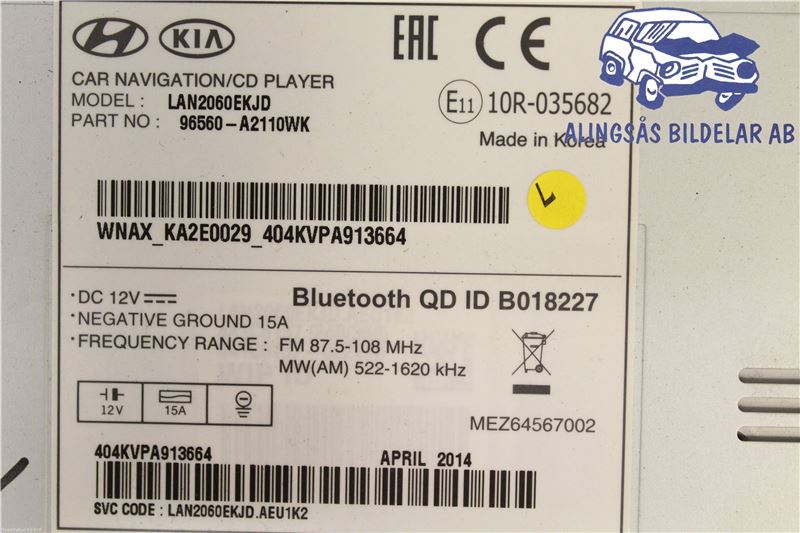 KIA
EAC CE
CAR NAVIGATION/CD PLAYER
MODEL : LAN2060EKJD
PART NO : 96560-A2110WK
E11 10R-035682
Made in Korea
ALINGSÅS BILDELAR AB
WNAX_KA2E0029_404KVPA913664
·DC 12V
·NEGATIVE GROUND 15A
·FREQUENCY RANGE : FM 87.5-108 MHz
MW(AM) 522-1620 kHz
Bluetooth QD ID B018227
12V 15A
MEZ64567002
404KVPA913664 APRIL 2014
SVC CODE : LAN2060EKJD.AEU1K2